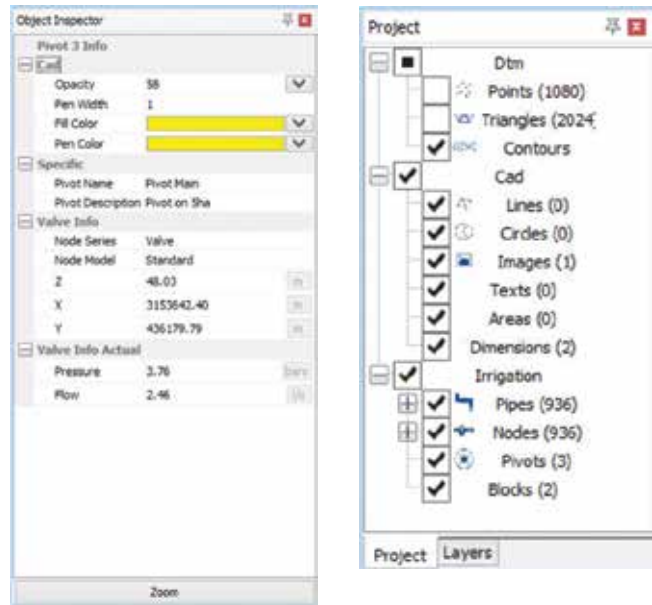 Object Inspector
Pivot 3 Info
Cad
Opacity 58
Pen Width 1
Fill Color
Pen Color
Specific
Pivot Name Pivot Main
Pivot Description Pivot on Sha
Valve Info
Node Series Valve
Node Model Standard
Z 48.03 m
X 3153642.40 m
Y 436179.79 m
Valve Info Actual
Pressure 3.76 bars
Flow 2.46 l/s
Zoom
Project
Dtm
Points (1080)
Triangles (2024
Contours
Cad
Lines (0)
Circles (0)
Images (1)
Texts (0)
Areas (0)
Dimensions (2)
Irrigation
Pipes (936)
Nodes (936)
Pivots (3)
Blocks (2)
Project Layers